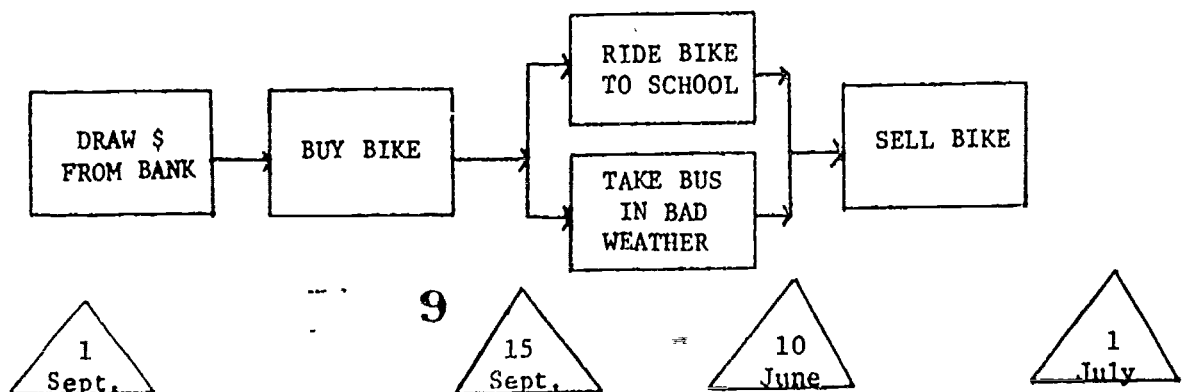 DRAW $
FROM BANK
BUY BIKE
RIDE BIKE
TO SCHOOL
TAKE BUS
IN BAD
WEATHER
SELL BIKE
9
1
Sept.
15
Sept.
10
June
1
July